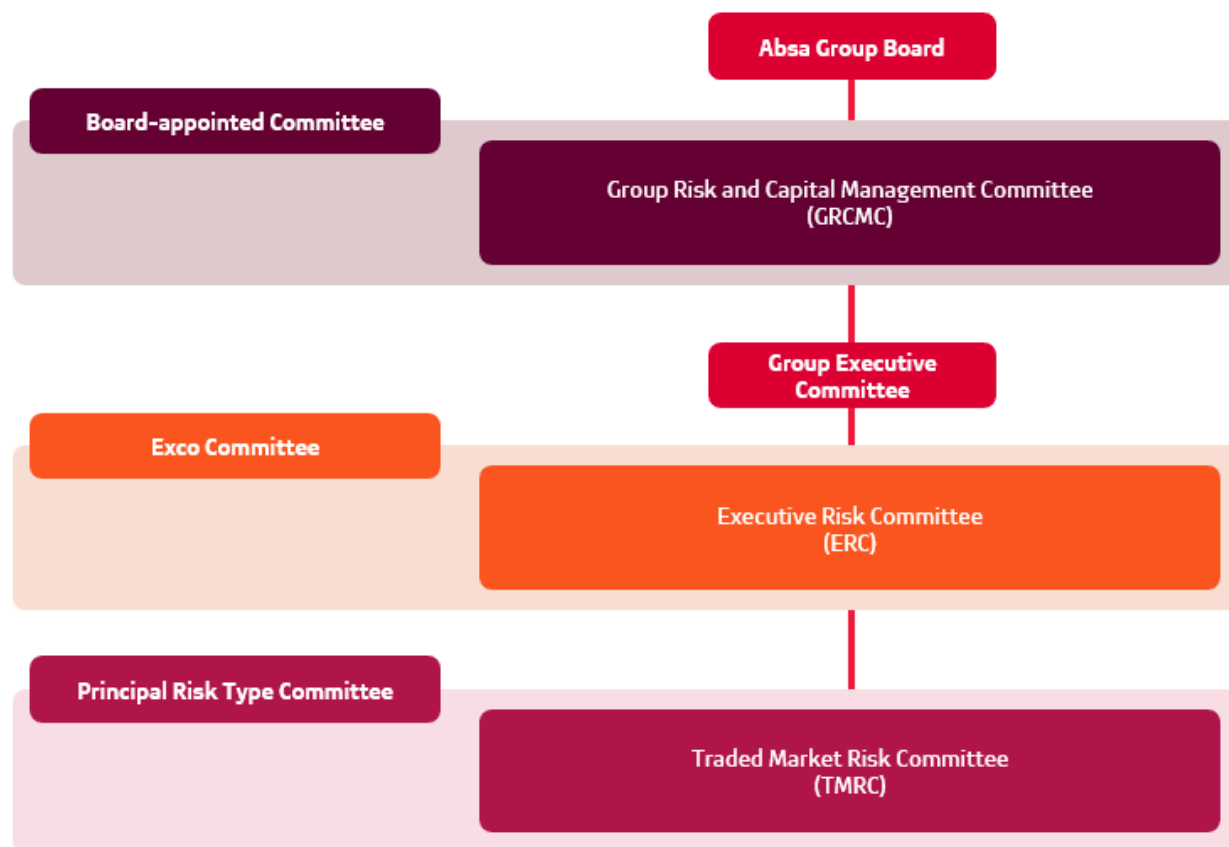 Absa Group Board
Board-appointed Committee
Group Risk and Capital Management Committee
(GRCMC)
Group Executive
Committee
Exco Committee
Executive Risk Committee
(ERC)
Principal Risk Type Committee
Traded Market Risk Committee
(TMRC)